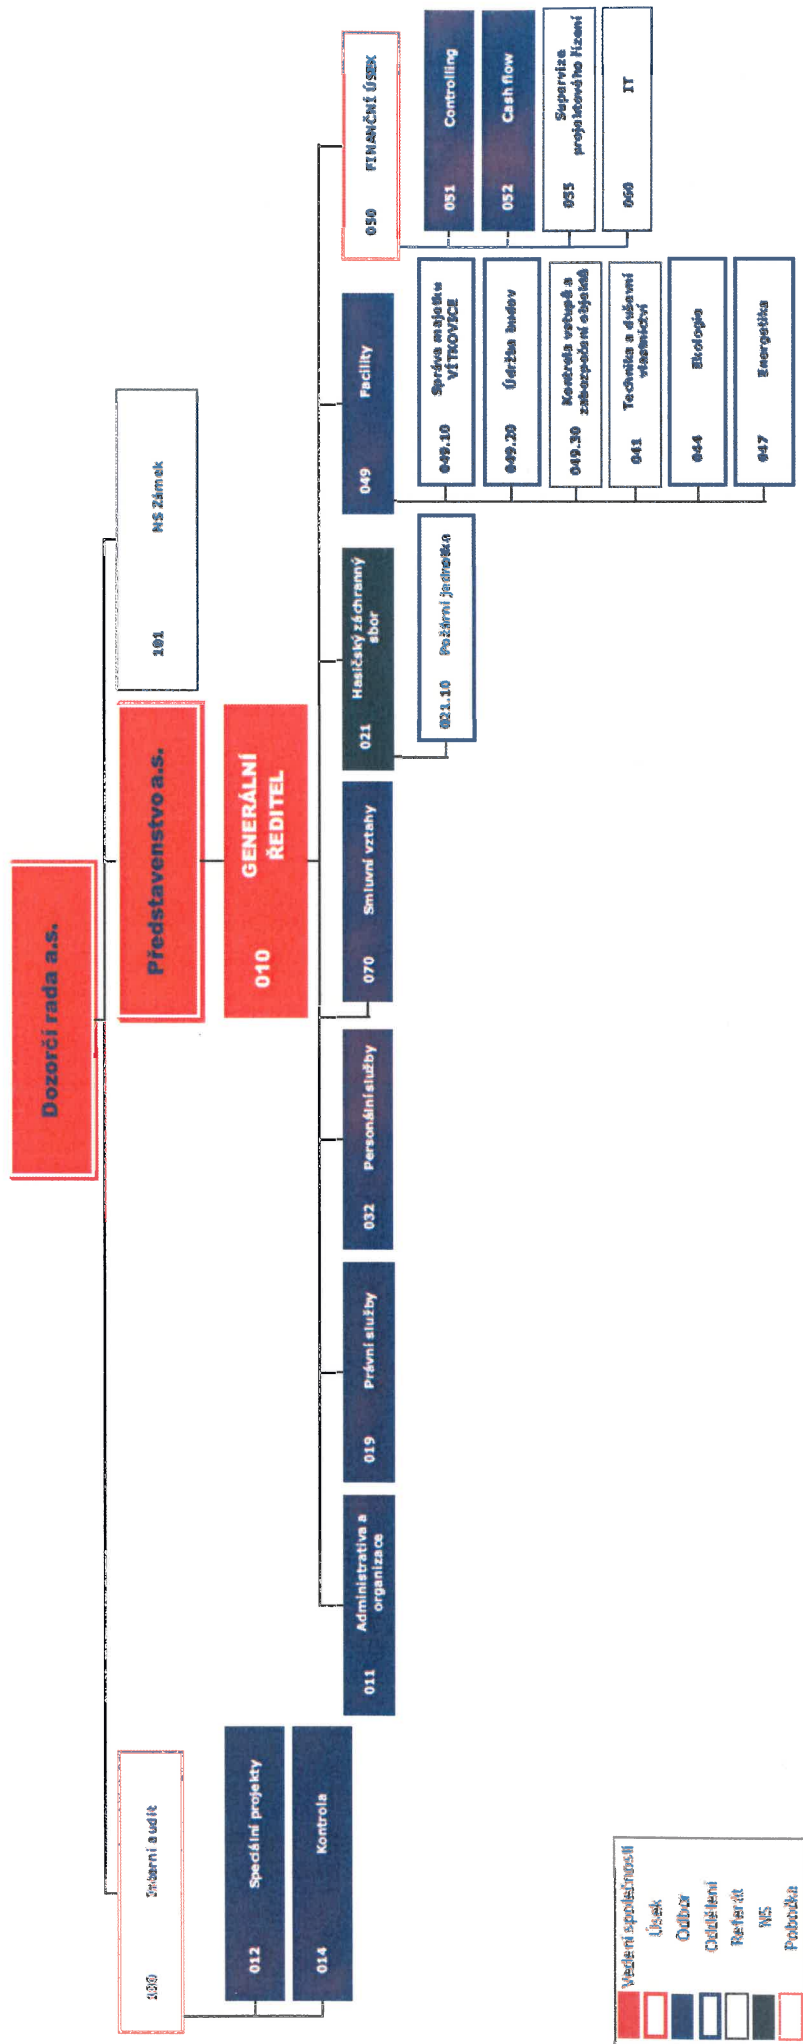 Dozorčí rada a.s.
100 Interní audit
Představenstvo a.s.
101 NS Zámek
012 Speciální projekty
014 Kontrola
010 GENERÁLNÍ
ŘEDITEL
011 Administrativa a
organizace
019 Právní služby
032 Personální služby
070 Smluvní vztahy
021 Hasičský záchranný
sbor
021.10 Požární jednotka
049 Facility
049.10 Správa majetku
VÍTKOVICE
049.20 Údržba budov
049.30 Kontrola vstupů a
zabezpečení objektů
041 Technika a duševní
vlastnictví
044 Ekologie
047 Energetika
050 FINANČNÍ ÚSEK
051 Controlling
052 Cash flow
055 Supervize
projektového řízení
060 IT
Vedení společnosti
Úsek
Odbor
Oddělení
Referát
NS
Pobočka